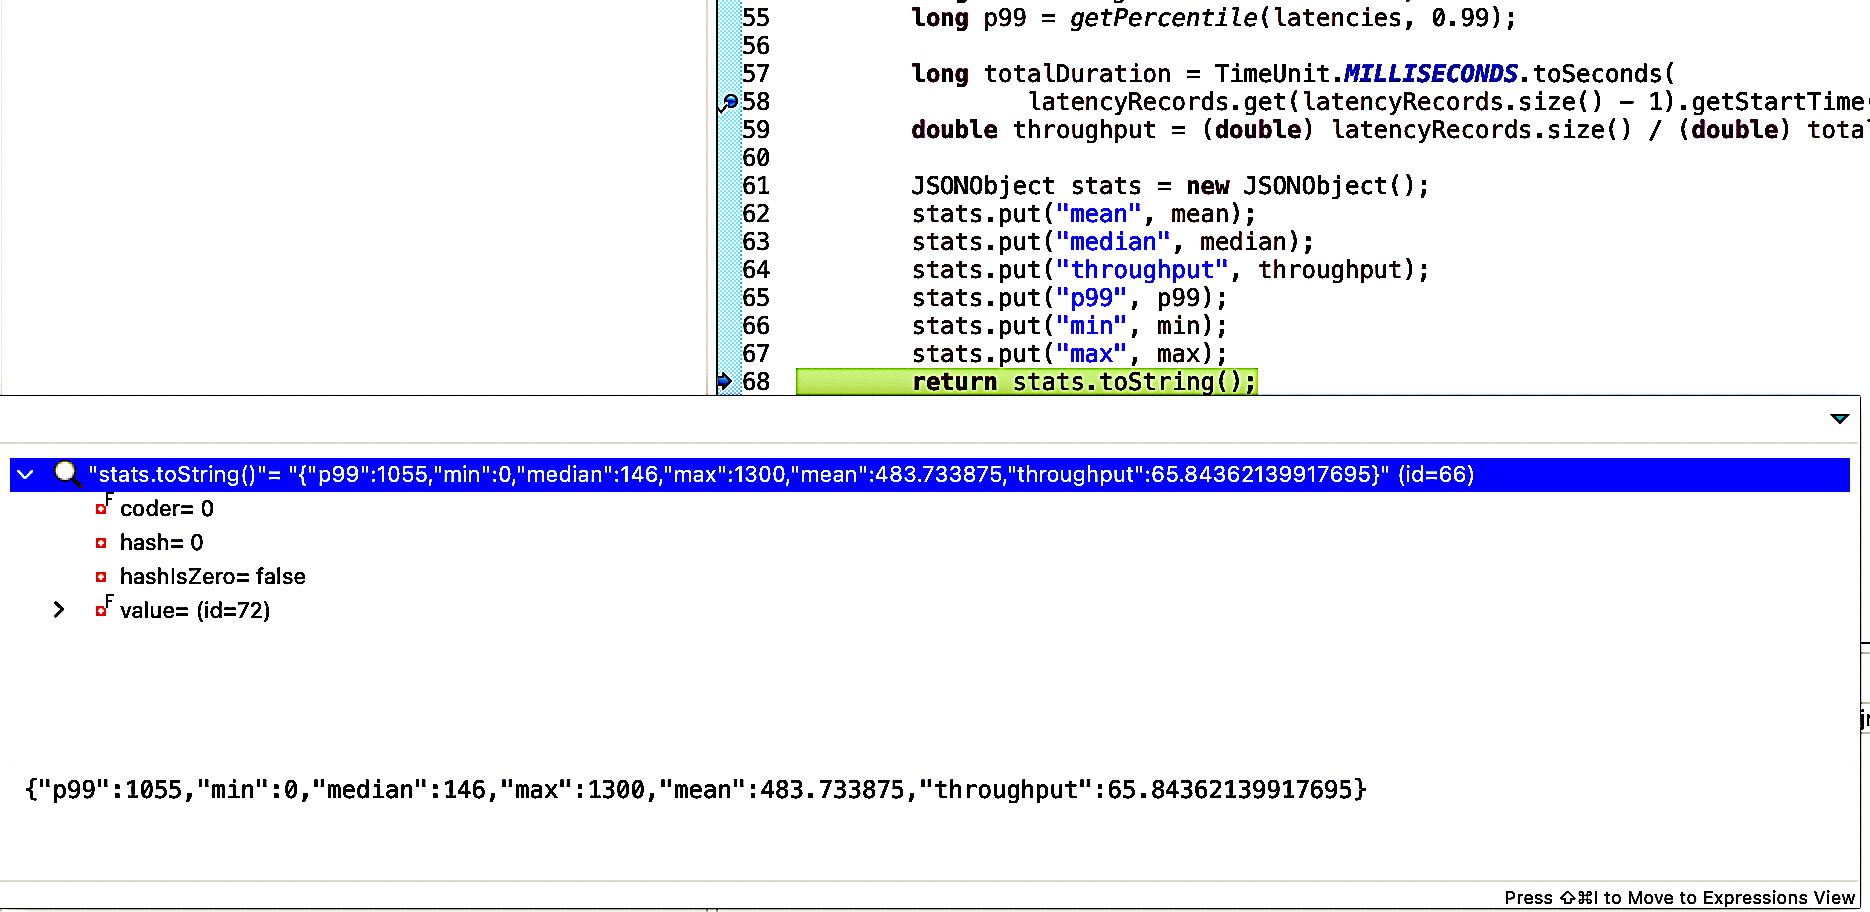 55 long p99 = getPercentile(latencies, 0.99);
56
57 long totalDuration = TimeUnit.MILLISECONDS.toSeconds(
58 latencyRecords.get(latencyRecords.size() - 1).getStartTime(
59 double throughput = (double) latencyRecords.size() / (double) tota
60
61 JSONObject stats = new JSONObject();
62 stats.put("mean", mean);
63 stats.put("median", median);
64 stats.put("throughput", throughput);
65 stats.put("p99", p99);
66 stats.put("min", min);
67 stats.put("max", max);
68 return stats.toString();
"stats.toString()"= "{"p99":1055,"min":0,"median":146,"max":1300,"mean":483.733875,"throughput":65.84362139917695}" (id=66)
F coder= 0
hash= 0
hashIsZero= false
F value= (id=72)
{"p99":1055,"min":0,"median":146,"max":1300,"mean":483.733875,"throughput":65.84362139917695}
Press ⇧⌘I to Move to Expressions View